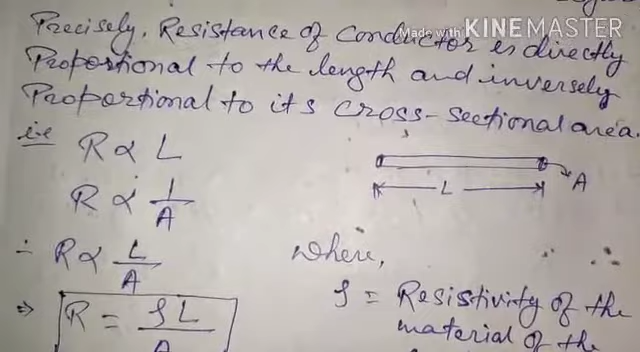 Made with KINEMASTER
Precisely, Resistance of conductor is directly
Proportional to the length and inversely
Proportional to its cross-sectional area.
i.e
R ∝ L
R ∝ 1/A
A
L
∴ R ∝ L/A
where,
⇒ R = ρL/A
ρ = Resistivity of the
material of the